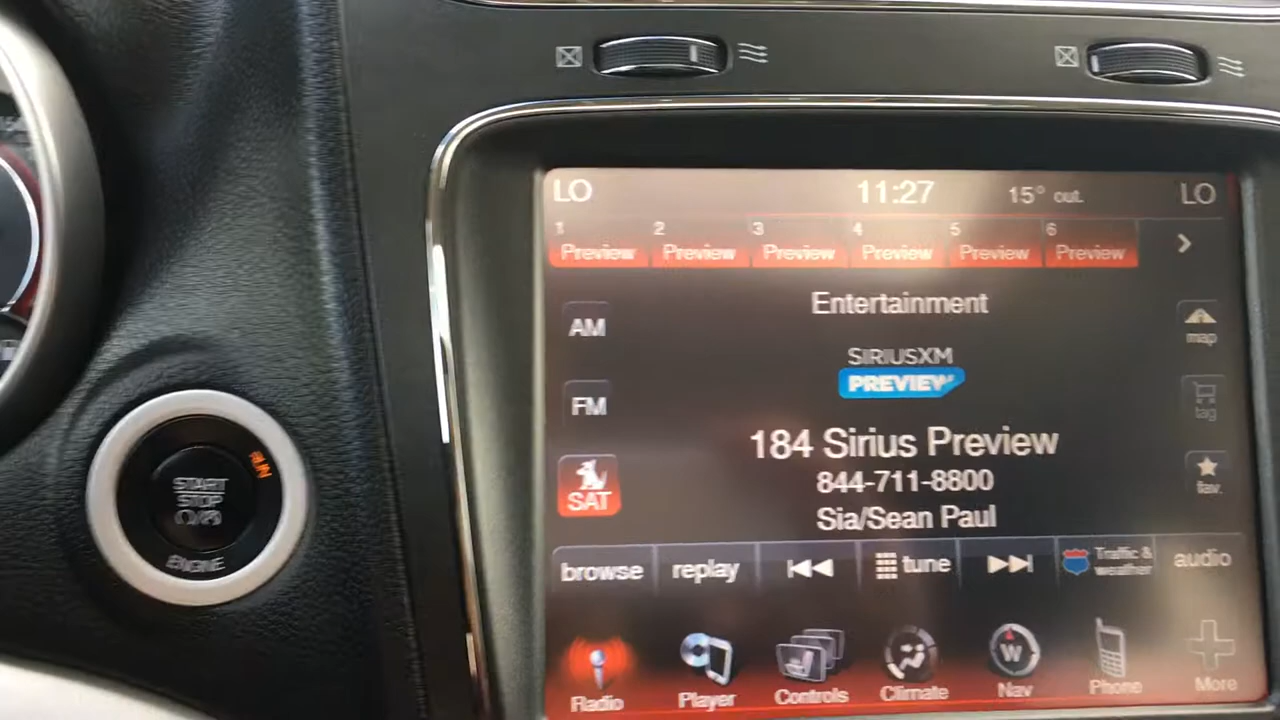 LO 11:27 15° out. LO
1 2 3 4 5 6
Preview Preview Preview Preview Preview Preview
Entertainment
AM
map
SIRIUSXM
PREVIEW
FM
tag
184 Sirius Preview
844-711-8800
Sia/Sean Paul
SAT
fav.
browse replay tune Traffic & weather audio
Radio Player Controls Climate W Nav Phone More
RUN
START
STOP
ENGINE